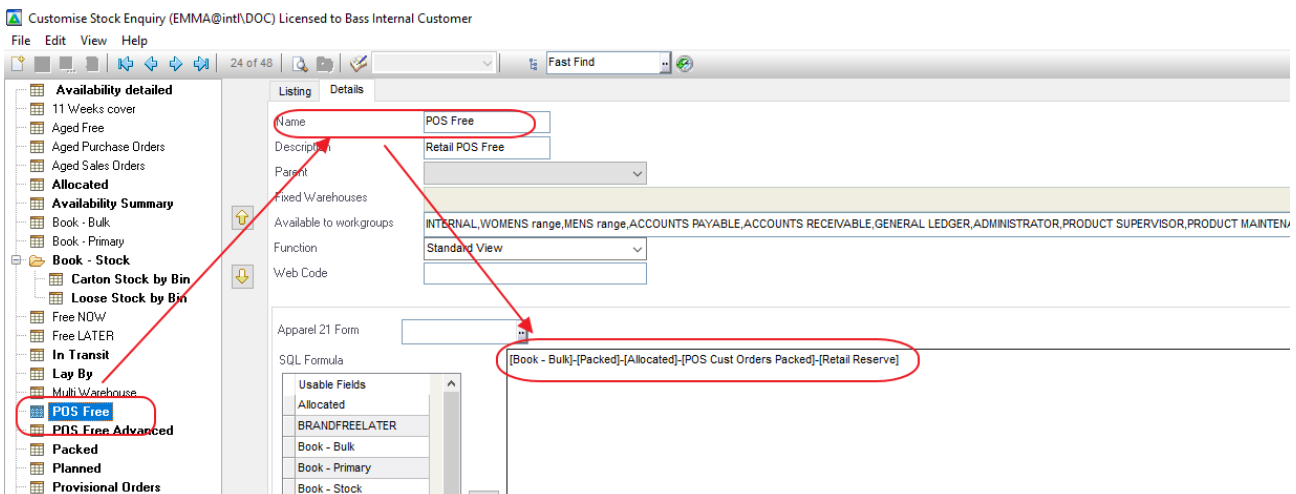 Customise Stock Enquiry (EMMA@intl\DOC) Licensed to Bass Internal Customer
File Edit View Help
24 of 48
Fast Find
Availability detailed
11 Weeks cover
Aged Free
Aged Purchase Orders
Aged Sales Orders
Allocated
Availability Summary
Book - Bulk
Book - Primary
Book - Stock
Carton Stock by Bin
Loose Stock by Bin
Free NOW
Free LATER
In Transit
Lay By
Multi Warehouse
POS Free
POS Free Advanced
Packed
Planned
Provisional Orders
Listing Details
Name POS Free
Description Retail POS Free
Parent
Fixed Warehouses
Available to workgroups INTERNAL,WOMENS range,MENS range,ACCOUNTS PAYABLE,ACCOUNTS RECEIVABLE,GENERAL LEDGER,ADMINISTRATOR,PRODUCT SUPERVISOR,PRODUCT MAINTENA
Function Standard View
Web Code
Apparel 21 Form
SQL Formula [Book - Bulk]-[Packed]-[Allocated]-[POS Cust Orders Packed]-[Retail Reserve]
Usable Fields
Allocated
BRANDFREELATER
Book - Bulk
Book - Primary
Book - Stock